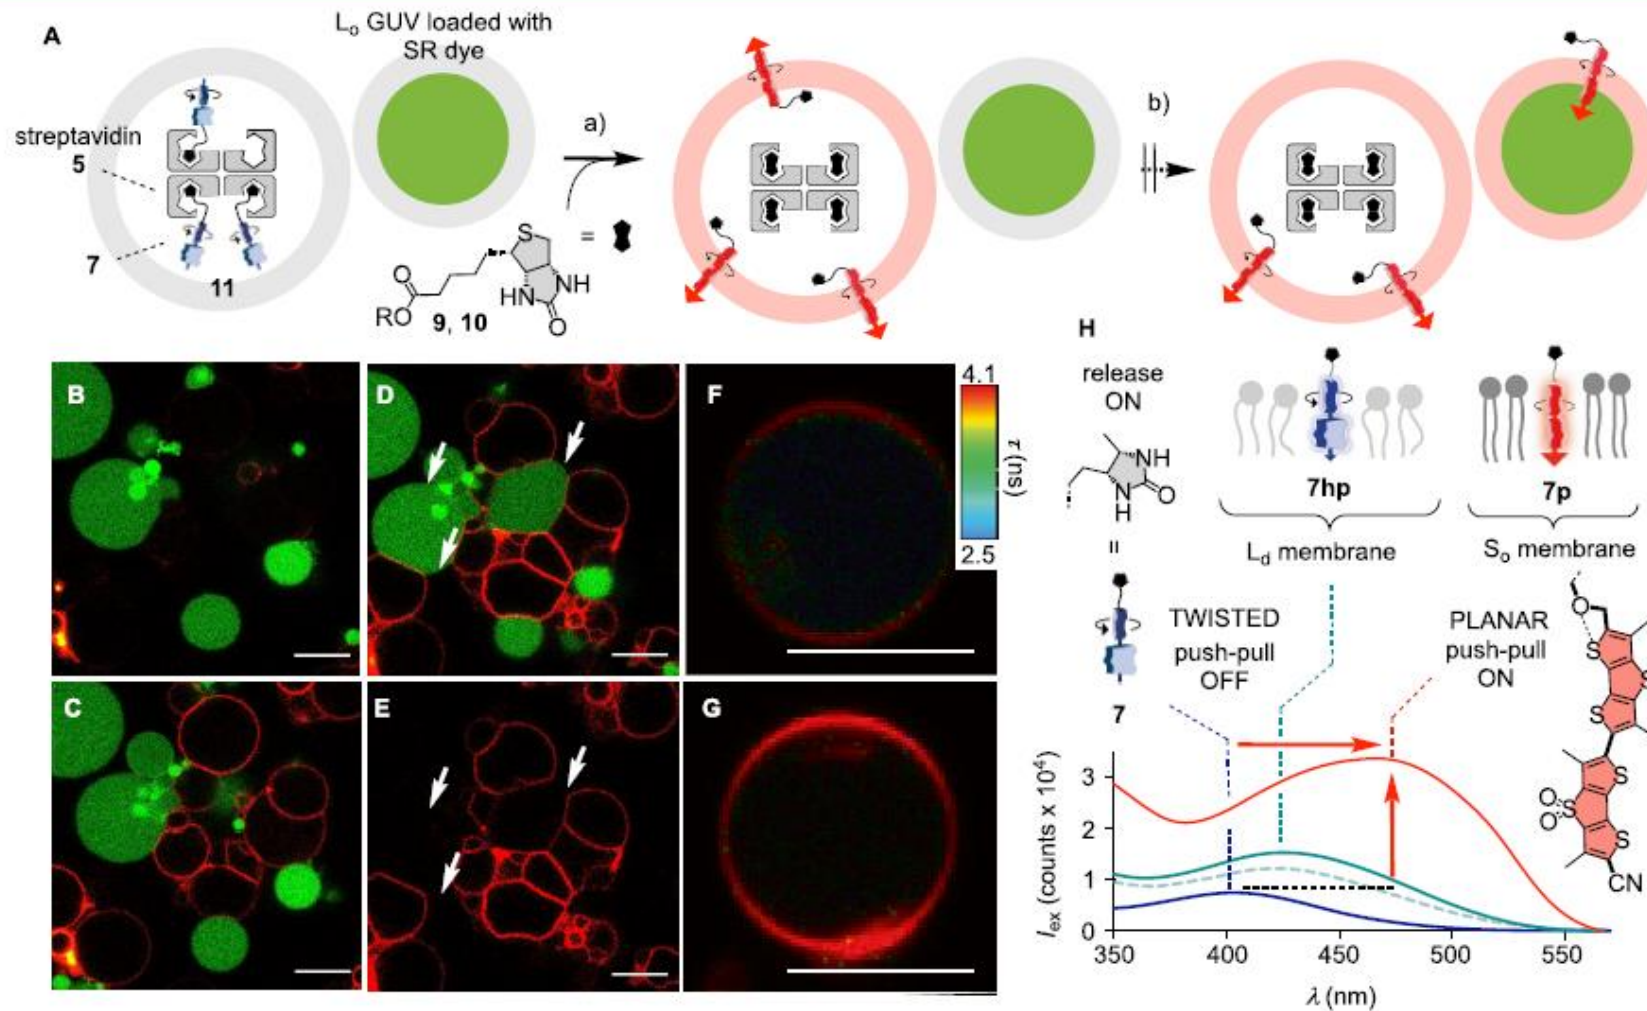 A
L₀ GUV loaded with
SR dye
streptavidin
5
7
11
a)
S
O
RO
HN
NH
O
9, 10
=
b)
B
C
D
E
F
G
4.1
τ (ns)
2.5
H
release
ON
NH
N
H
O
=
7
TWISTED
push-pull
OFF
7hp
7p
Ld membrane
So membrane
PLANAR
push-pull
ON
O
S
S
S
S
O
O
S
S
CN
Iex (counts x 10⁴)
3
2
1
0
350
400
450
500
550
λ (nm)